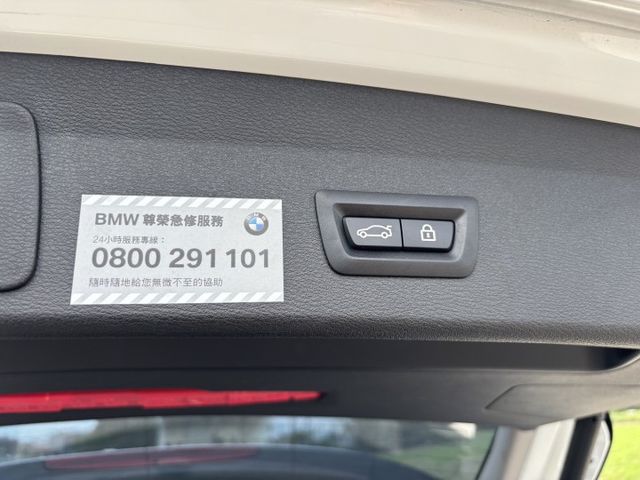 BMW 尊榮急修服務
24小時服務專線：
0800 291 101
隨時隨地給您無微不至的協助